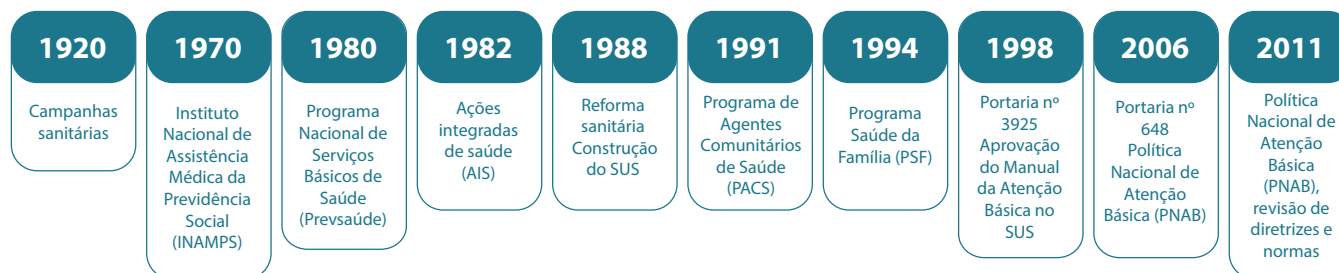 1920
Campanhas
sanitárias
1970
Instituto
Nacional de
Assistência
Médica da
Previdência
Social
(INAMPS)
1980
Programa
Nacional de
Serviços
Básicos de
Saúde
(Prevsaúde)
1982
Ações
integradas
de saúde
(AIS)
1988
Reforma
sanitária
Construção
do SUS
1991
Programa de
Agentes
Comunitários
de Saúde
(PACS)
1994
Programa
Saúde da
Família (PSF)
1998
Portaria nº
3925
Aprovação
do Manual
da Atenção
Básica no
SUS
2006
Portaria nº
648
Política
Nacional de
Atenção
Básica (PNAB)
2011
Política
Nacional de
Atenção
Básica
(PNAB),
revisão de
diretrizes e
normas